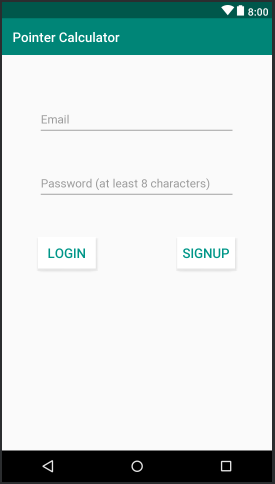 8:00
Pointer Calculator
Email
Password (at least 8 characters)
LOGIN SIGNUP